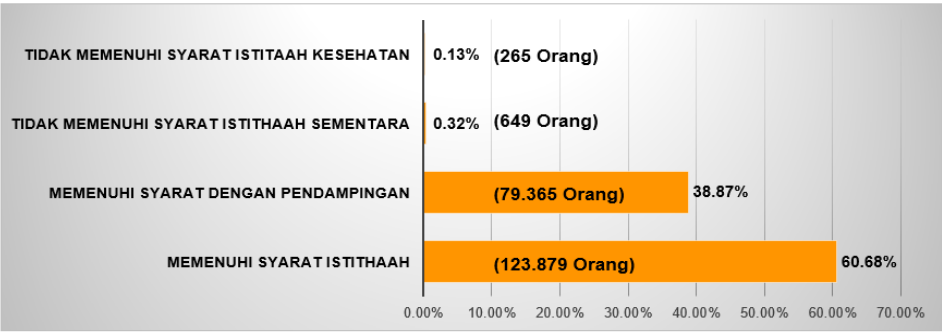 TIDAK MEMENUHI SYARAT ISTITAAH KESEHATAN 0.13% (265 Orang)
TIDAK MEMENUHI SYARAT ISTITHAAH SEMENTARA 0.32% (649 Orang)
MEMENUHI SYARAT DENGAN PENDAMPINGAN (79.365 Orang) 38.87%
MEMENUHI SYARAT ISTITHAAH (123.879 Orang) 60.68%
0.00% 10.00% 20.00% 30.00% 40.00% 50.00% 60.00% 70.00%